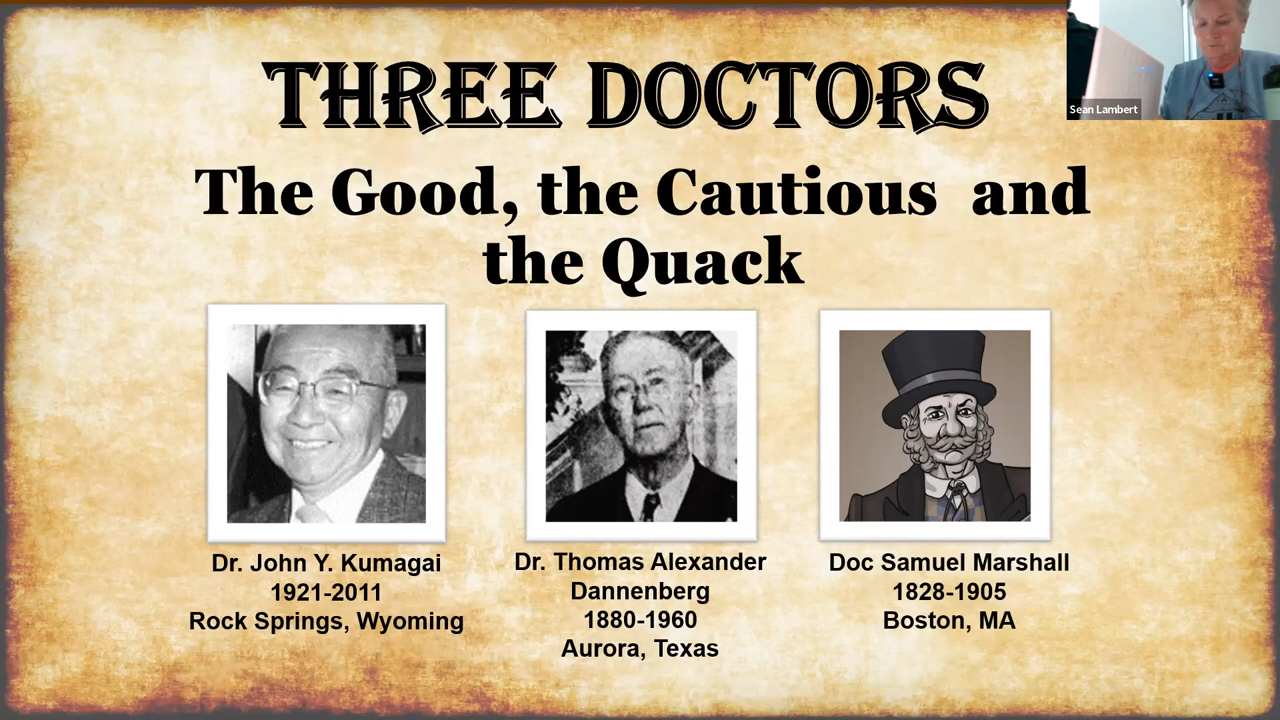 Sean Lambert
THREE DOCTORS
The Good, the Cautious and
the Quack
Dr. John Y. Kumagai
1921-2011
Rock Springs, Wyoming
Dr. Thomas Alexander
Dannenberg
1880-1960
Aurora, Texas
Doc Samuel Marshall
1828-1905
Boston, MA